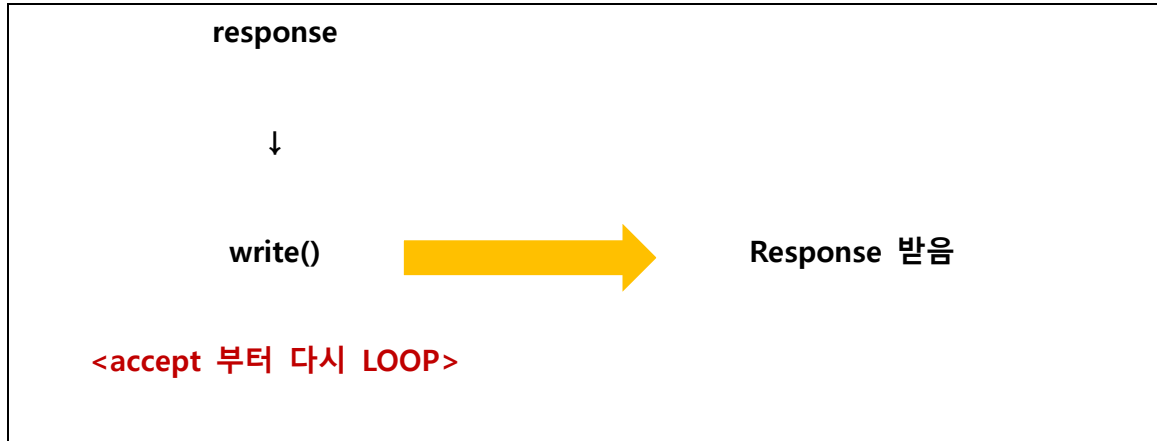 response
↓
write()
Response 받음
<accept 부터 다시 LOOP>